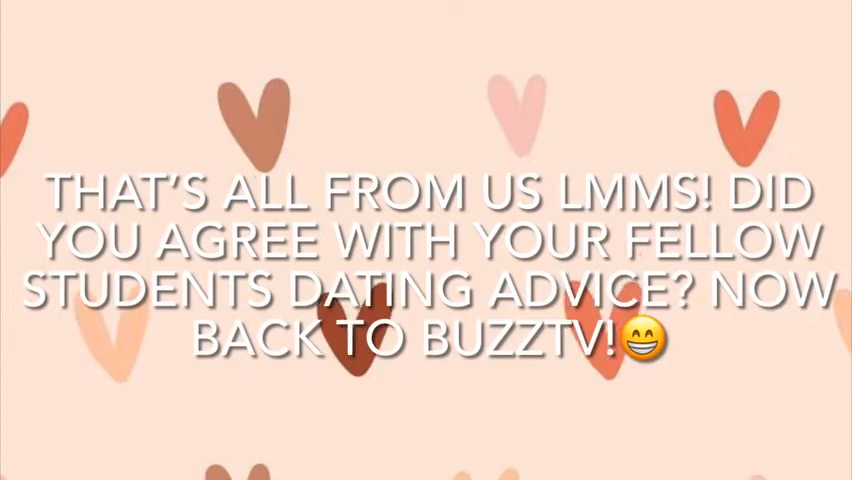 THAT'S ALL FROM US LMMS! DID
YOU AGREE WITH YOUR FELLOW
STUDENTS DATING ADVICE? NOW
BACK TO BUZZTV!😁